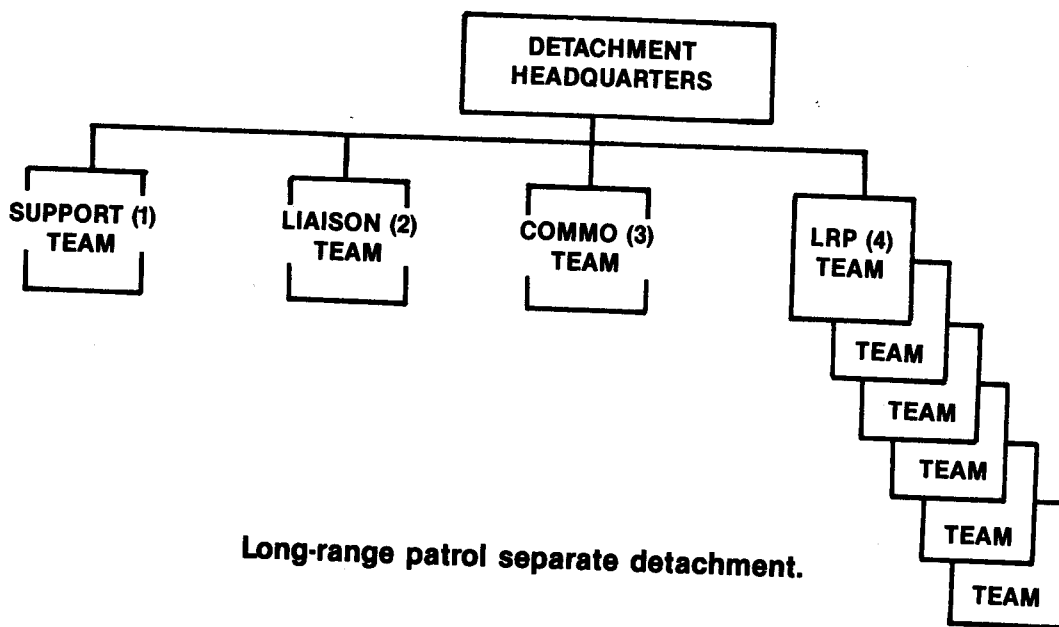 DETACHMENT
HEADQUARTERS
SUPPORT (1)
TEAM
LIAISON (2)
TEAM
COMMO (3)
TEAM
LRP (4)
TEAM
TEAM
TEAM
TEAM
TEAM
TEAM
Long-range patrol separate detachment.